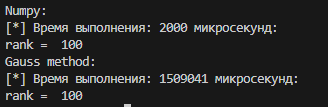 Numpy:
[*] Время выполнения: 2000 микросекунд:
rank =  100
Gauss method:
[*] Время выполнения: 1509041 микросекунд:
rank =  100